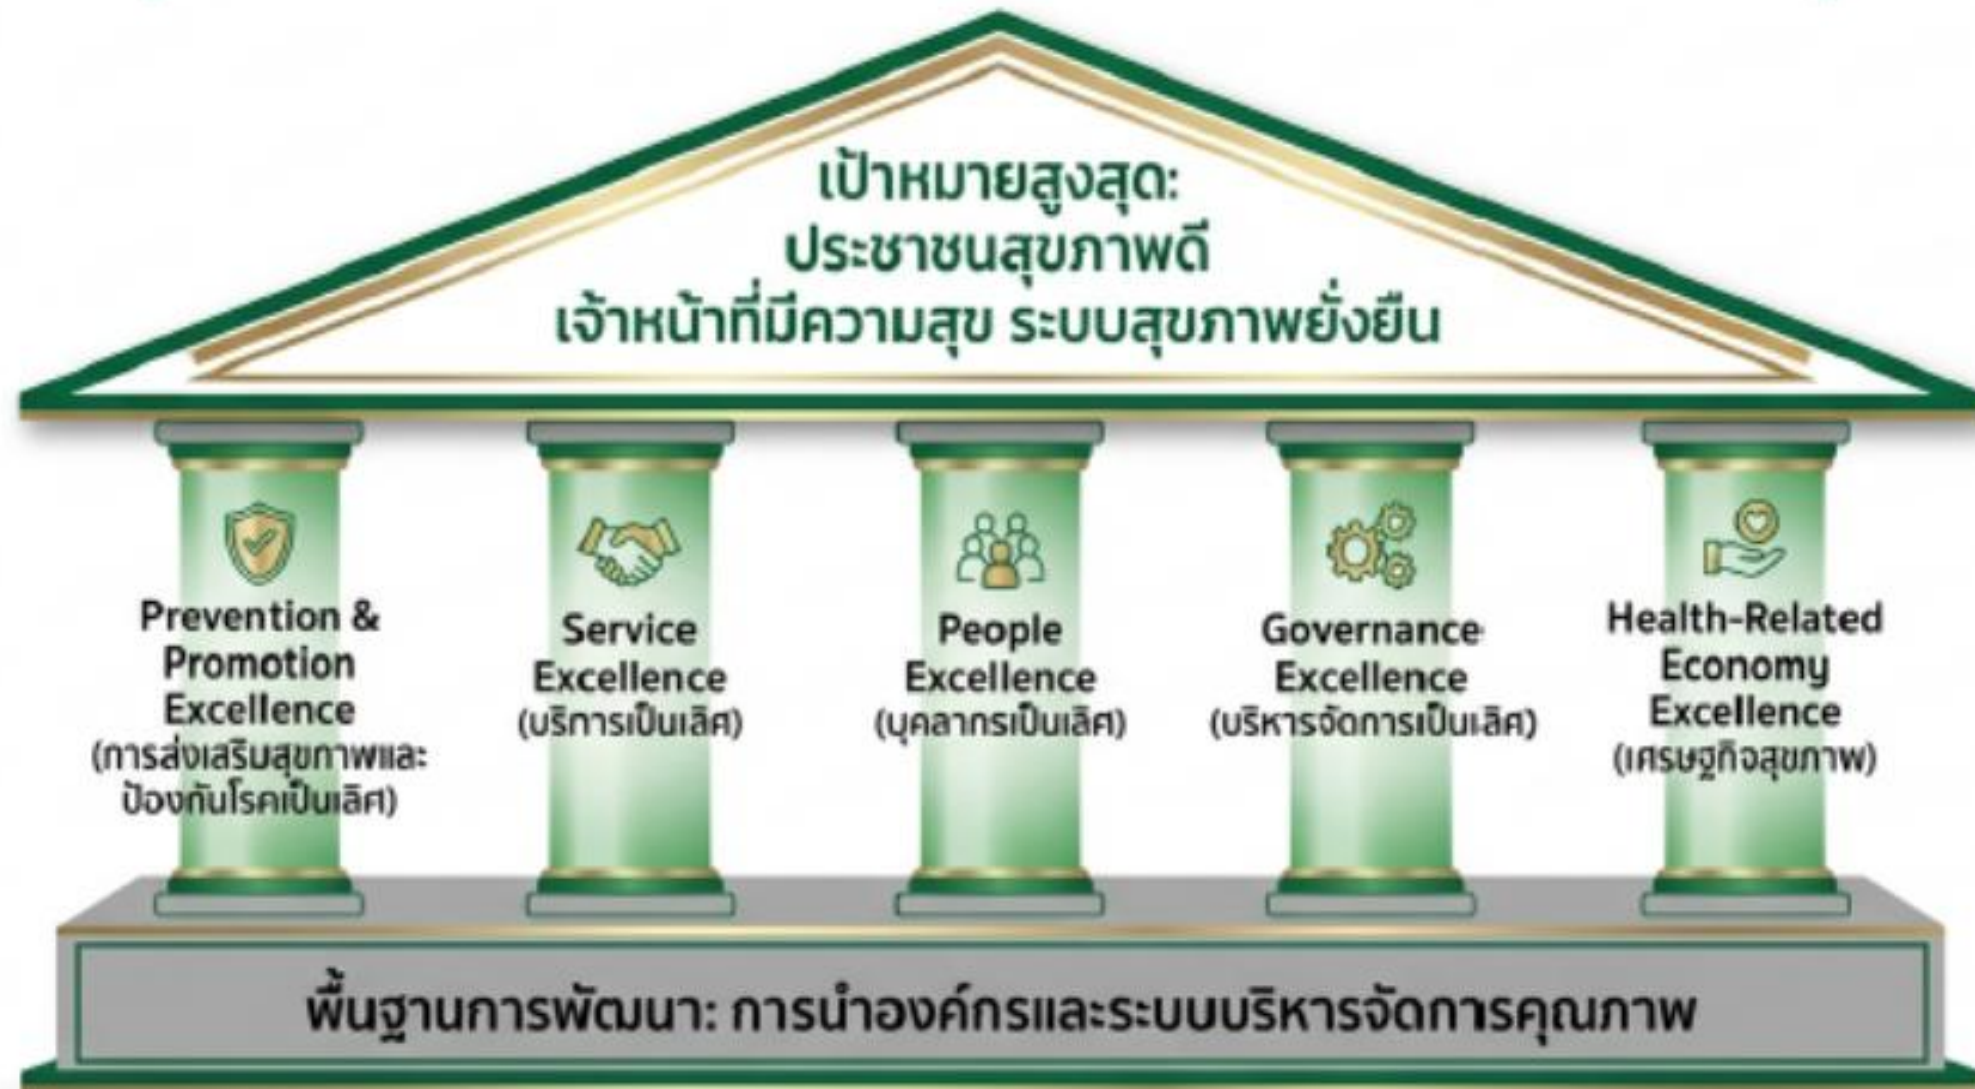 เป้าหมายสูงสุด:
ประชาชนสุขภาพดี
เจ้าหน้าที่มีความสุข ระบบสุขภาพยั่งยืน
Prevention &
Promotion
Excellence
(การส่งเสริมสุขภาพและ
ป้องกันโรคเป็นเลิศ)
Service
Excellence
(บริการเป็นเลิศ)
People
Excellence
(บุคลากรเป็นเลิศ)
Governance
Excellence
(บริหารจัดการเป็นเลิศ)
Health-Related
Economy
Excellence
(เศรษฐกิจสุขภาพ)
พื้นฐานการพัฒนา: การนำองค์กรและระบบบริหารจัดการคุณภาพ